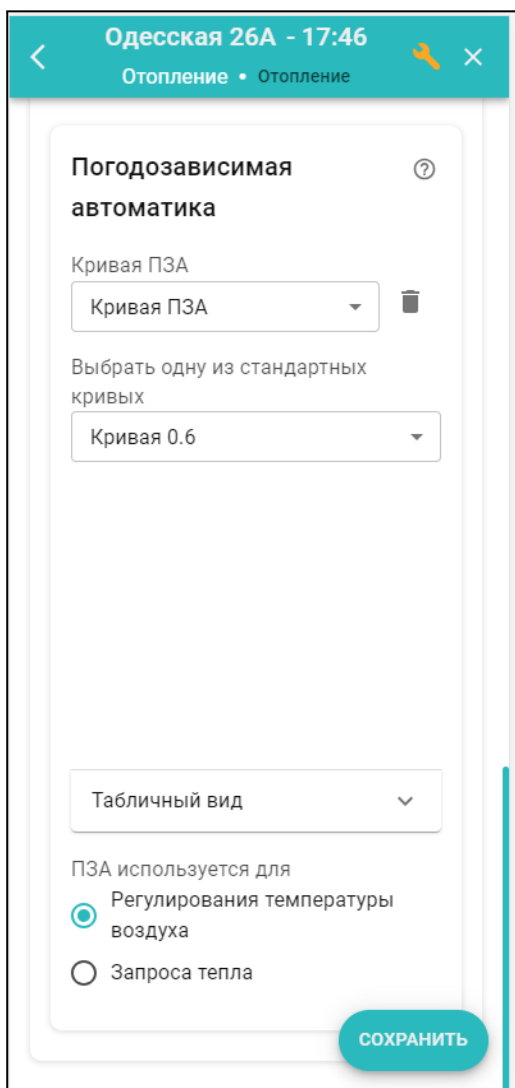 Одесская 26А - 17:46
Отопление • Отопление
Погодозависимая
автоматика
Кривая ПЗА
Кривая ПЗА
Выбрать одну из стандартных
кривых
Кривая 0.6
Табличный вид
ПЗА используется для
Регулирования температуры
воздуха
Запроса тепла
СОХРАНИТЬ